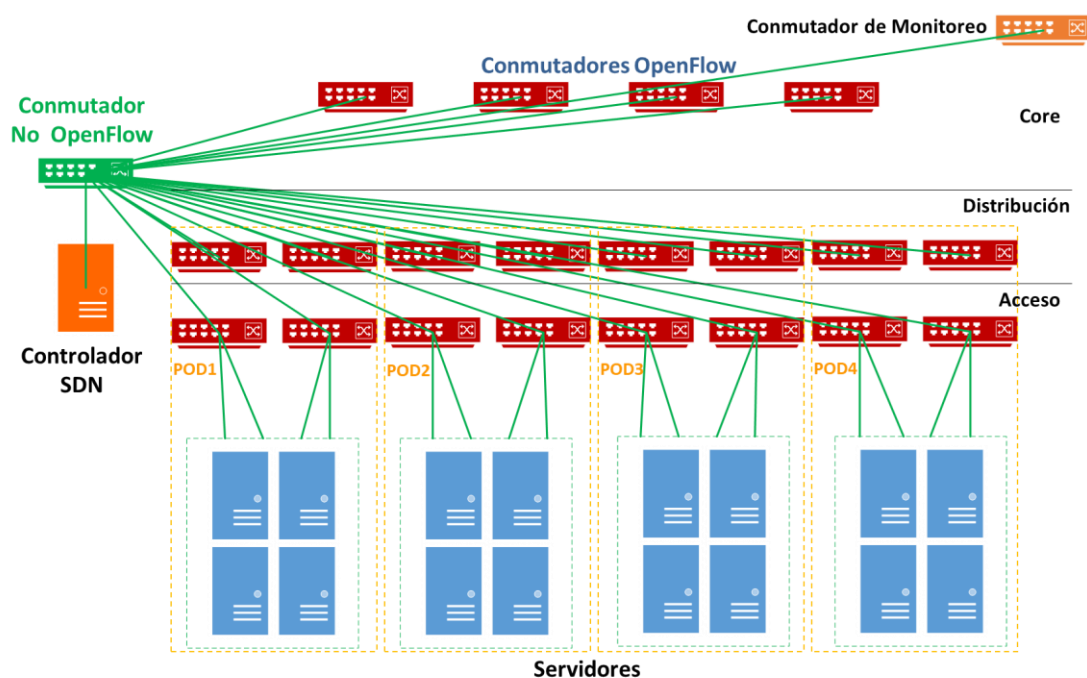 Conmutador de Monitoreo
Conmutadores OpenFlow
Conmutador
No OpenFlow
Core
Distribución
Acceso
Controlador
SDN
POD1
POD2
POD3
POD4
Servidores